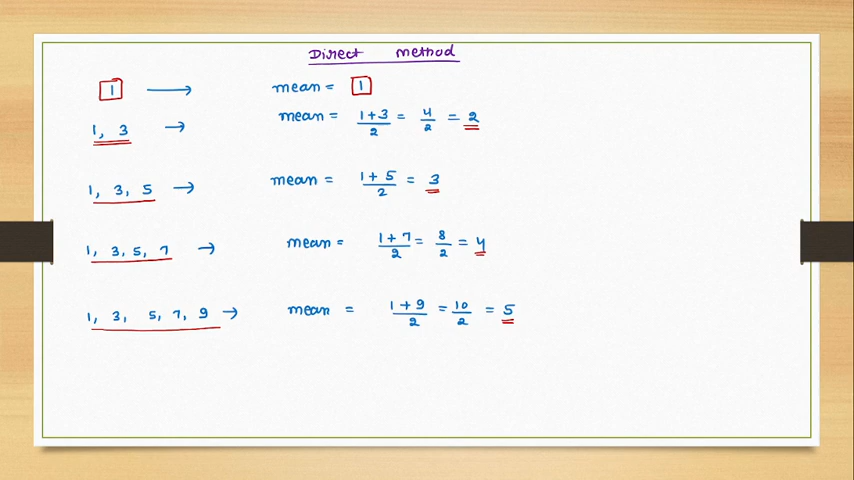 Direct method
1 → mean = 1
1, 3 → mean = 1+3/2 = 4/2 = 2
1, 3, 5 → mean = 1+5/2 = 3
1, 3, 5, 7 → mean = 1+7/2 = 8/2 = 4
1, 3, 5, 7, 9 → mean = 1+9/2 = 10/2 = 5